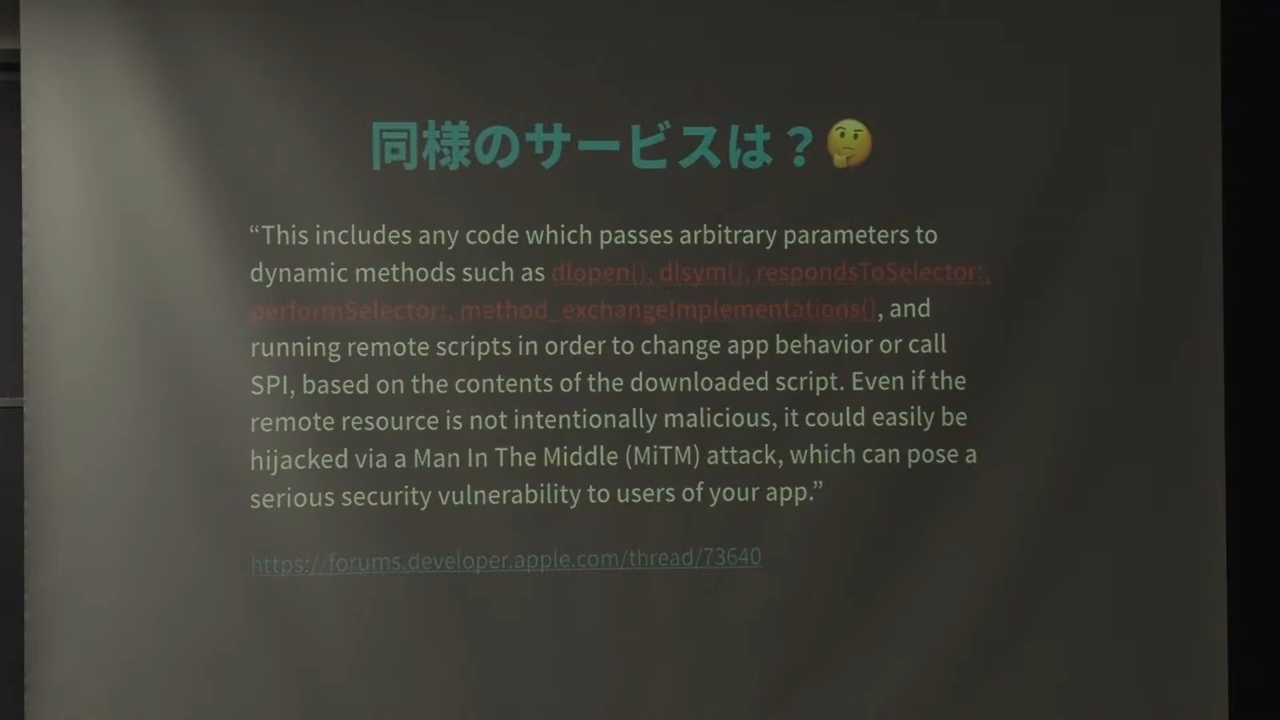 同様のサービスは？🤔
“This includes any code which passes arbitrary parameters to
dynamic methods such as dlopen(), dlsym(), respondsToSelector:,
performSelector:, method_exchangeImplementations(), and
running remote scripts in order to change app behavior or call
SPI, based on the contents of the downloaded script. Even if the
remote resource is not intentionally malicious, it could easily be
hijacked via a Man In The Middle (MiTM) attack, which can pose a
serious security vulnerability to users of your app.”
https://forums.developer.apple.com/thread/73640